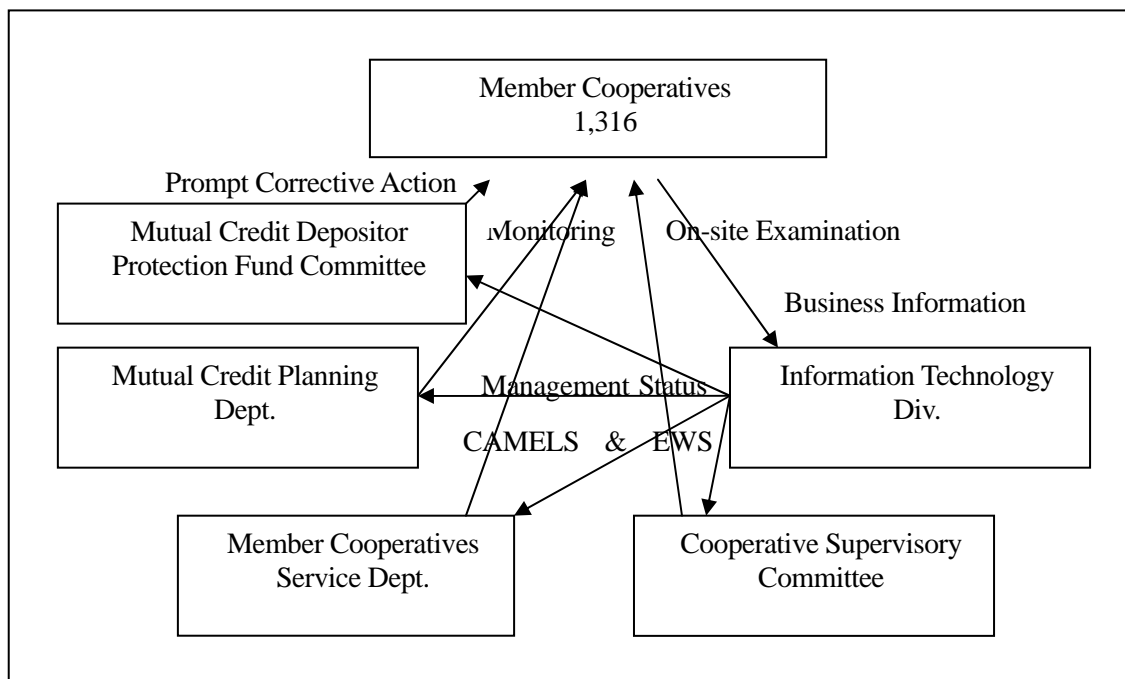 Member Cooperatives
1,316
Prompt Corrective Action
Mutual Credit Depositor
Protection Fund Committee
Monitoring
On-site Examination
Business Information
Mutual Credit Planning
Dept.
Management Status
Information Technology
Div.
CAMELS & EWS
Member Cooperatives
Service Dept.
Cooperative Supervisory
Committee